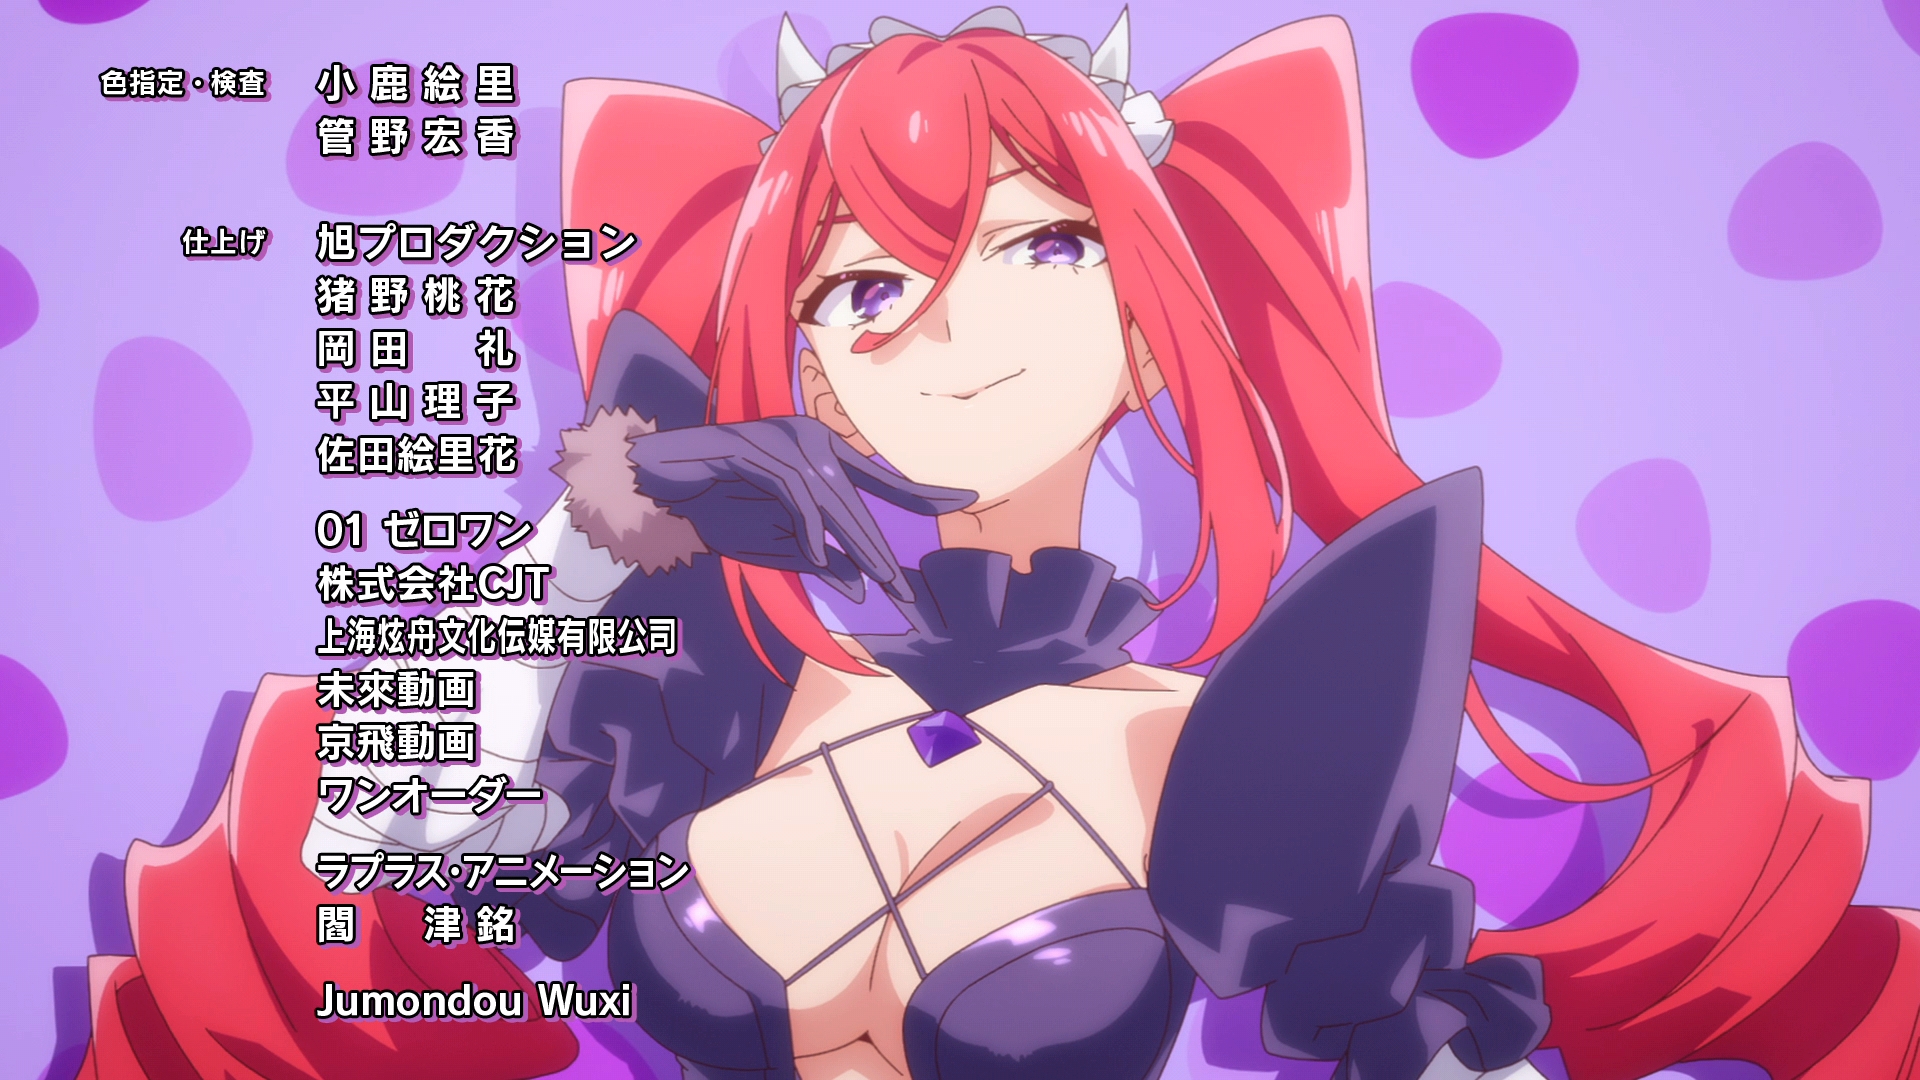 色指定・検査 小鹿絵里
管野宏香
仕上げ 旭プロダクション
猪野桃花
岡田 礼
平山理子
佐田絵里花
01 ゼロワン
株式会社CJT
上海炫舟文化伝媒有限公司
未來動画
京飛動画
ワンオーダー
ラプラス・アニメーション
閻 津銘
Jumondou Wuxi